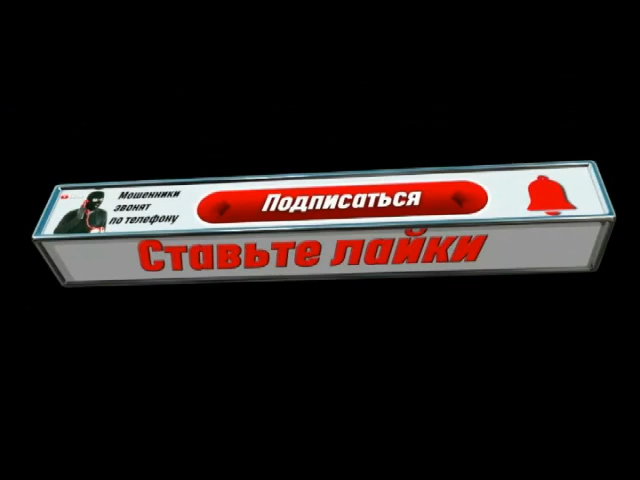 Мошенники
звонят
по телефону
Подписаться
Ставьте лайки